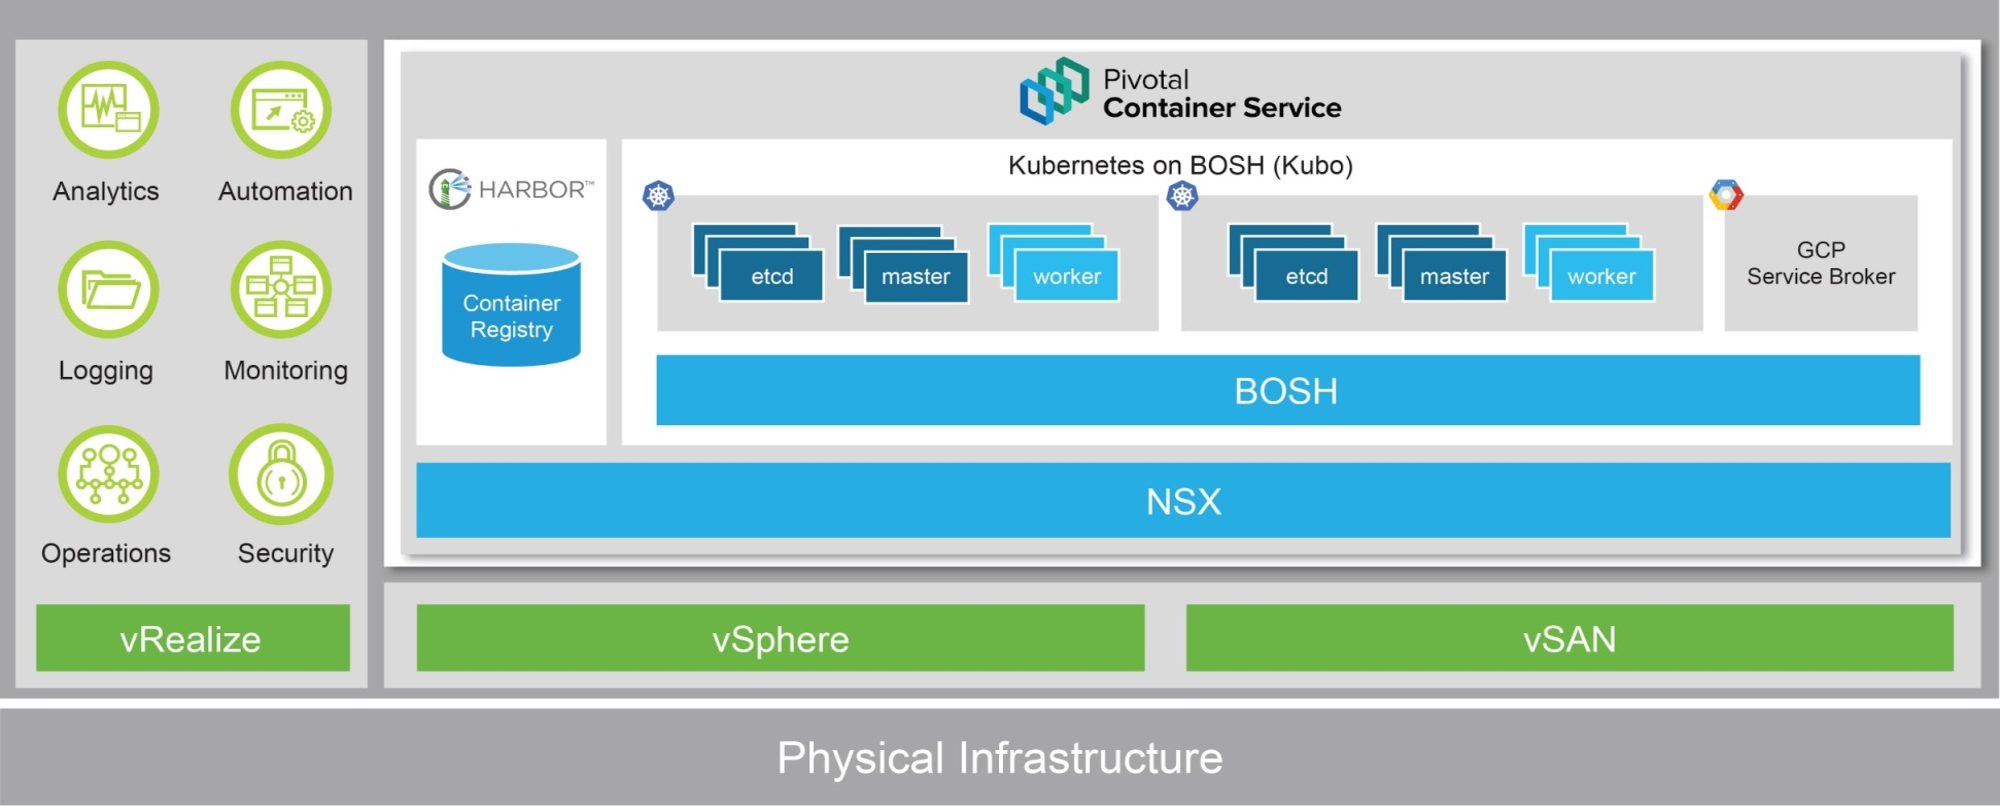 Analytics
Automation
Logging
Monitoring
Operations
Security
vRealize
Pivotal
Container Service
HARBOR™
Container
Registry
Kubernetes on BOSH (Kubo)
etcd
master
worker
etcd
master
worker
GCP
Service Broker
BOSH
NSX
vSphere
vSAN
Physical Infrastructure